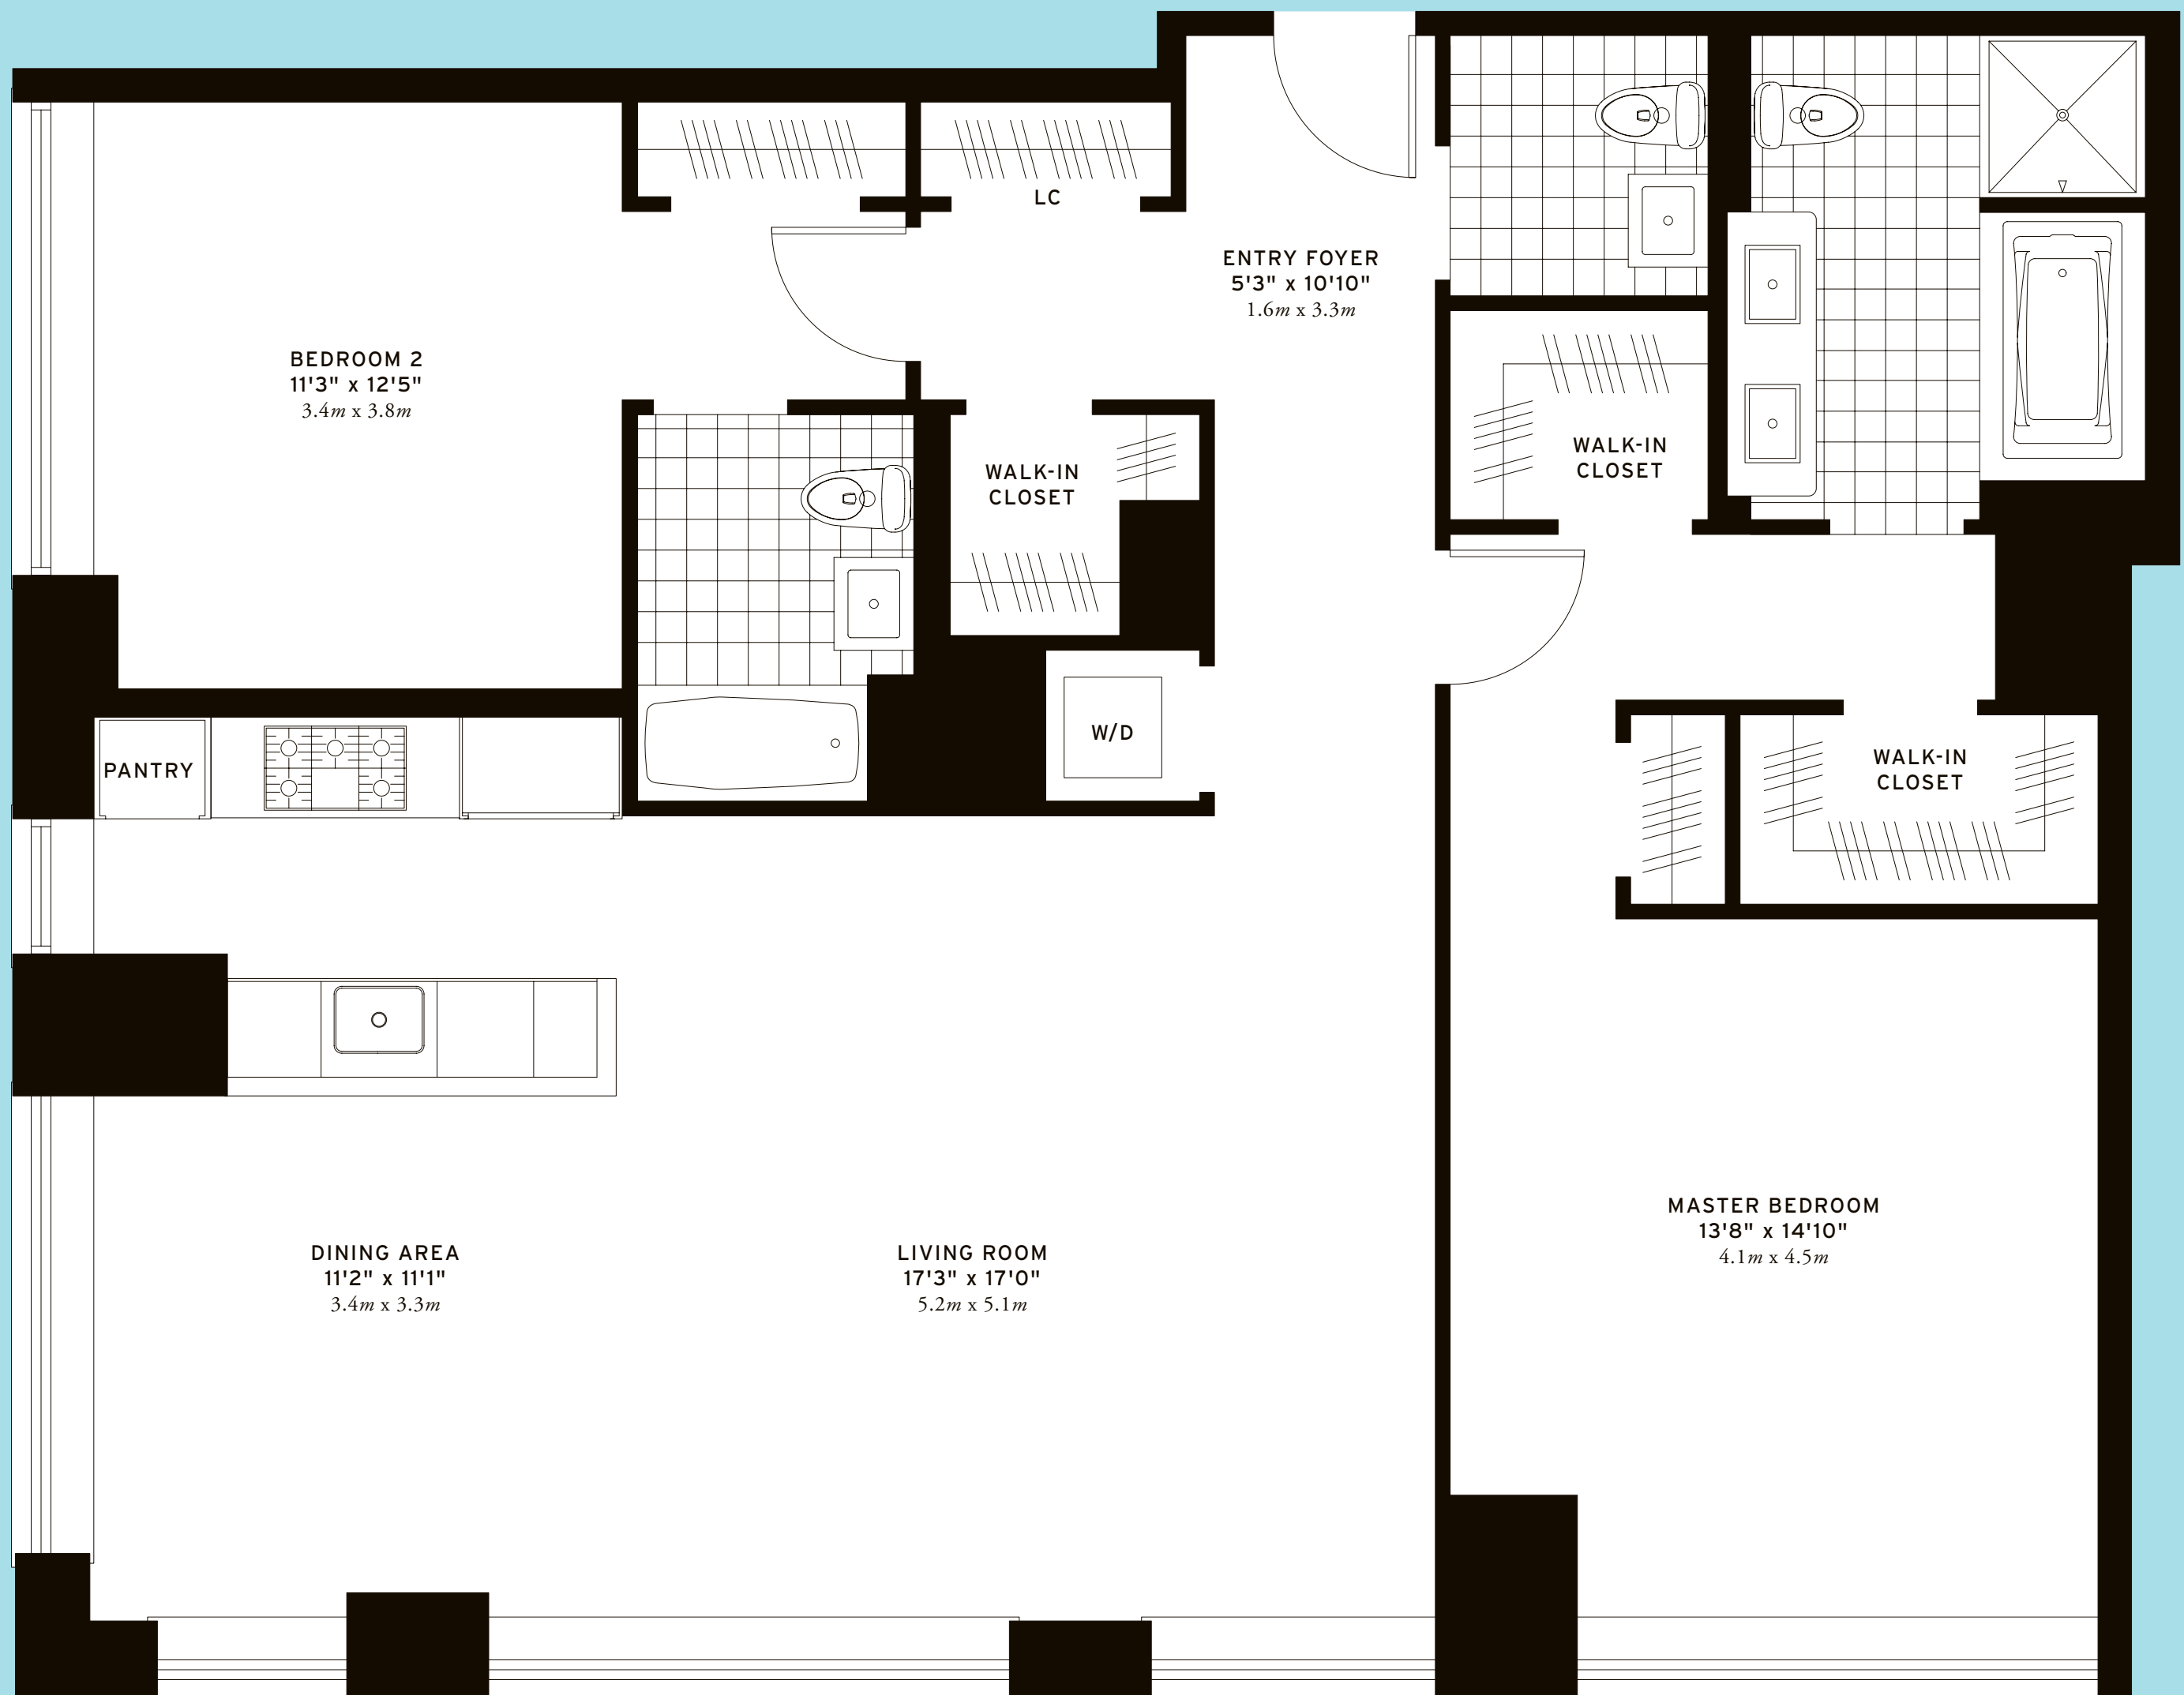 LC
ENTRY FOYER
5'3" x 10'10"
1.6m x 3.3m
BEDROOM 2
11'3" x 12'5"
3.4m x 3.8m
WALK-IN
CLOSET
WALK-IN
CLOSET
W/D
PANTRY
WALK-IN
CLOSET
MASTER BEDROOM
13'8" x 14'10"
4.1m x 4.5m
DINING AREA
11'2" x 11'1"
3.4m x 3.3m
LIVING ROOM
17'3" x 17'0"
5.2m x 5.1m